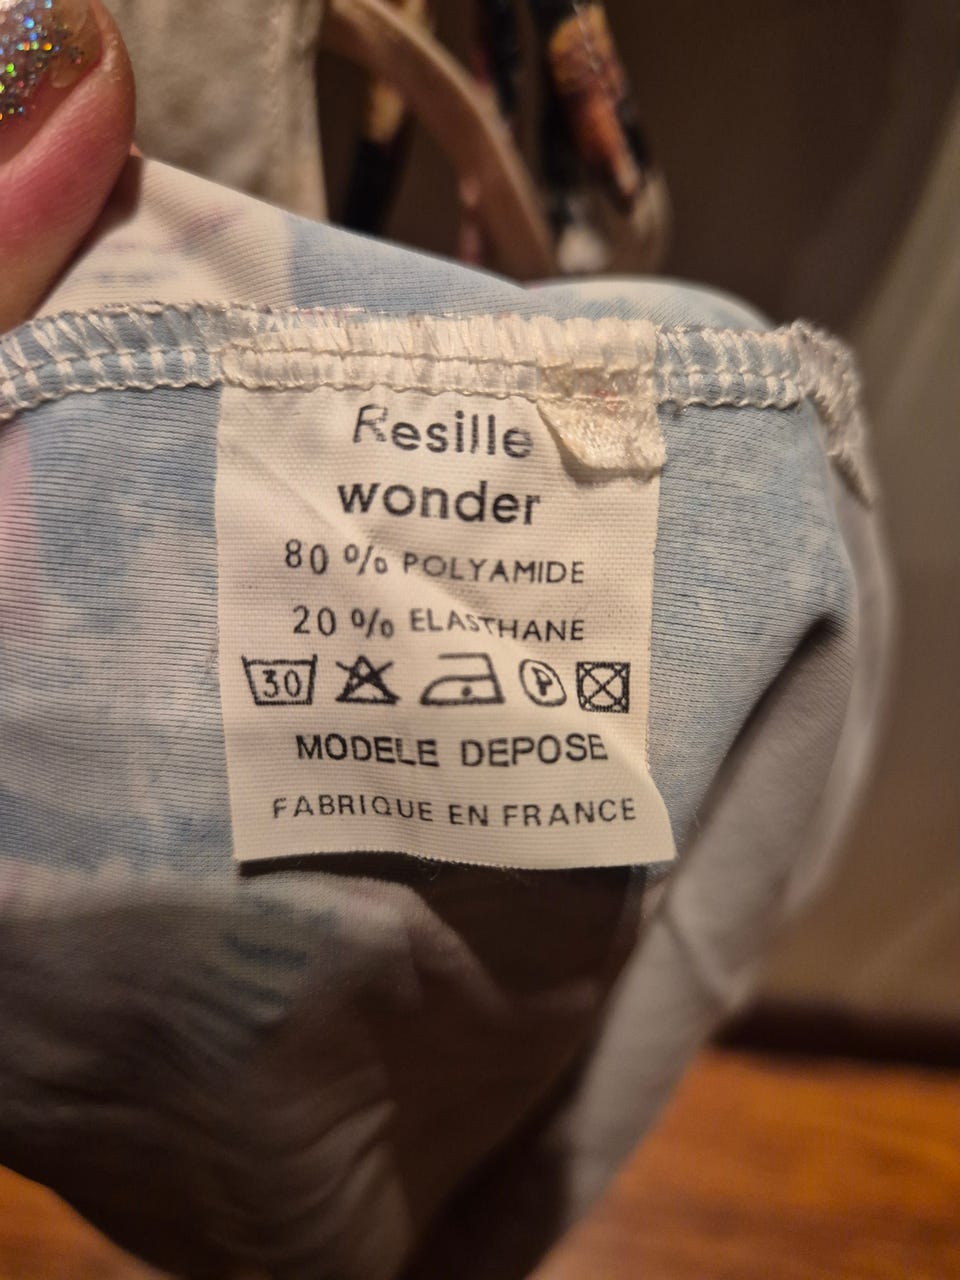 Resille
wonder
80 % POLYAMIDE
20 % ELASTHANE
30 P
MODELE DEPOSE
FABRIQUE EN FRANCE